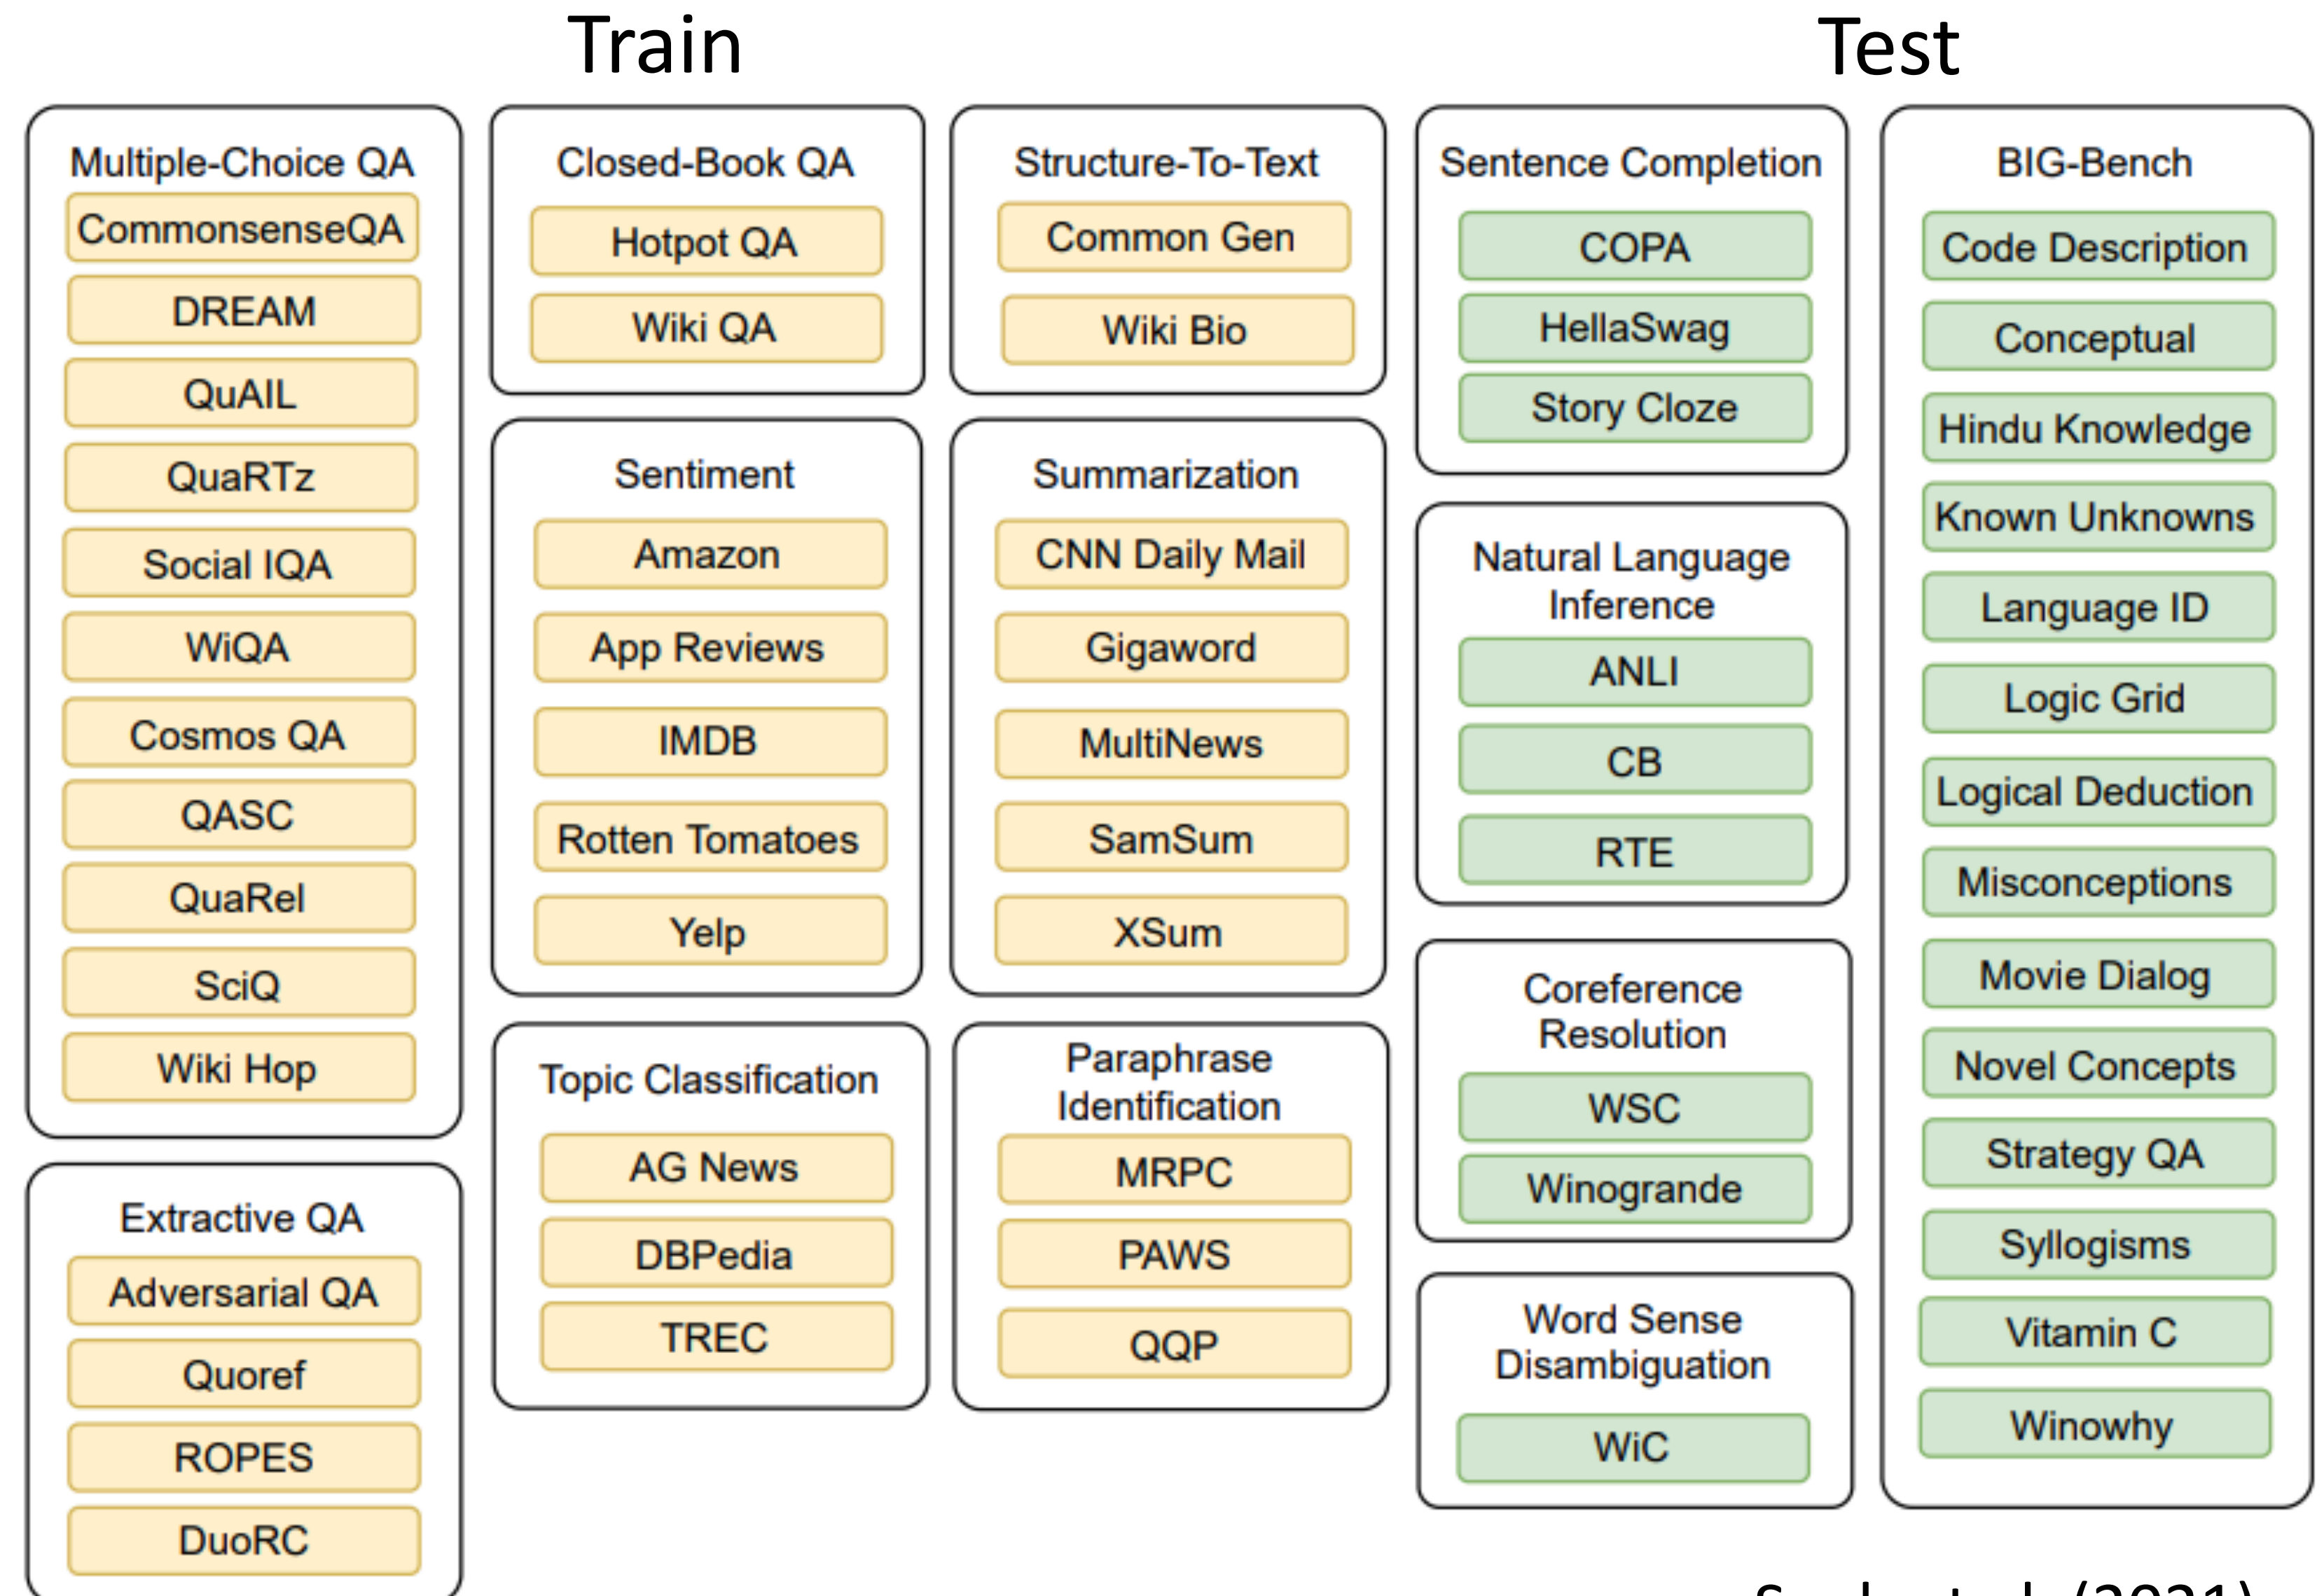 Train
Test
Multiple-Choice QA
CommonsenseQA
DREAM
QuAIL
QuaRTz
Social IQA
WiQA
Cosmos QA
QASC
QuaRel
SciQ
Wiki Hop
Extractive QA
Adversarial QA
Quoref
ROPES
DuoRC
Closed-Book QA
Hotpot QA
Wiki QA
Sentiment
Amazon
App Reviews
IMDB
Rotten Tomatoes
Yelp
Topic Classification
AG News
DBPedia
TREC
Structure-To-Text
Common Gen
Wiki Bio
Summarization
CNN Daily Mail
Gigaword
MultiNews
SamSum
XSum
Paraphrase
Identification
MRPC
PAWS
QQP
Sentence Completion
COPA
HellaSwag
Story Cloze
Natural Language
Inference
ANLI
CB
RTE
Coreference
Resolution
WSC
Winogrande
Word Sense
Disambiguation
WiC
BIG-Bench
Code Description
Conceptual
Hindu Knowledge
Known Unknowns
Language ID
Logic Grid
Logical Deduction
Misconceptions
Movie Dialog
Novel Concepts
Strategy QA
Syllogisms
Vitamin C
Winowhy
(2021)